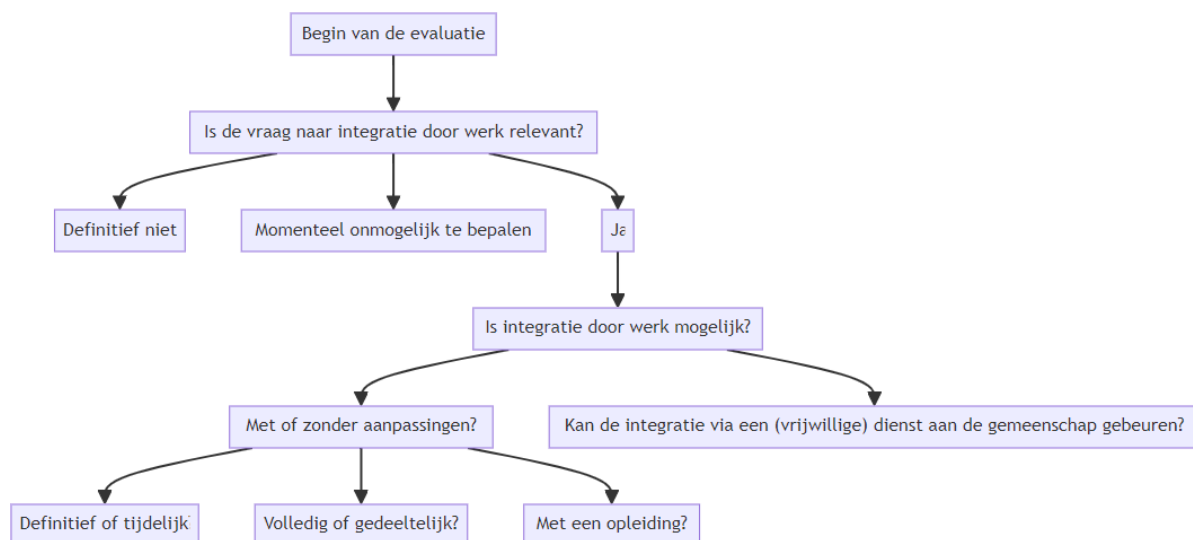 Begin van de evaluatie
Is de vraag naar integratie door werk relevant?
Definitief niet
Momenteel onmogelijk te bepalen
Ja
Is integratie door werk mogelijk?
Met of zonder aanpassingen?
Kan de integratie via een (vrijwillige) dienst aan de gemeenschap gebeuren?
Definitief of tijdelijk
Volledig of gedeeltelijk?
Met een opleiding?